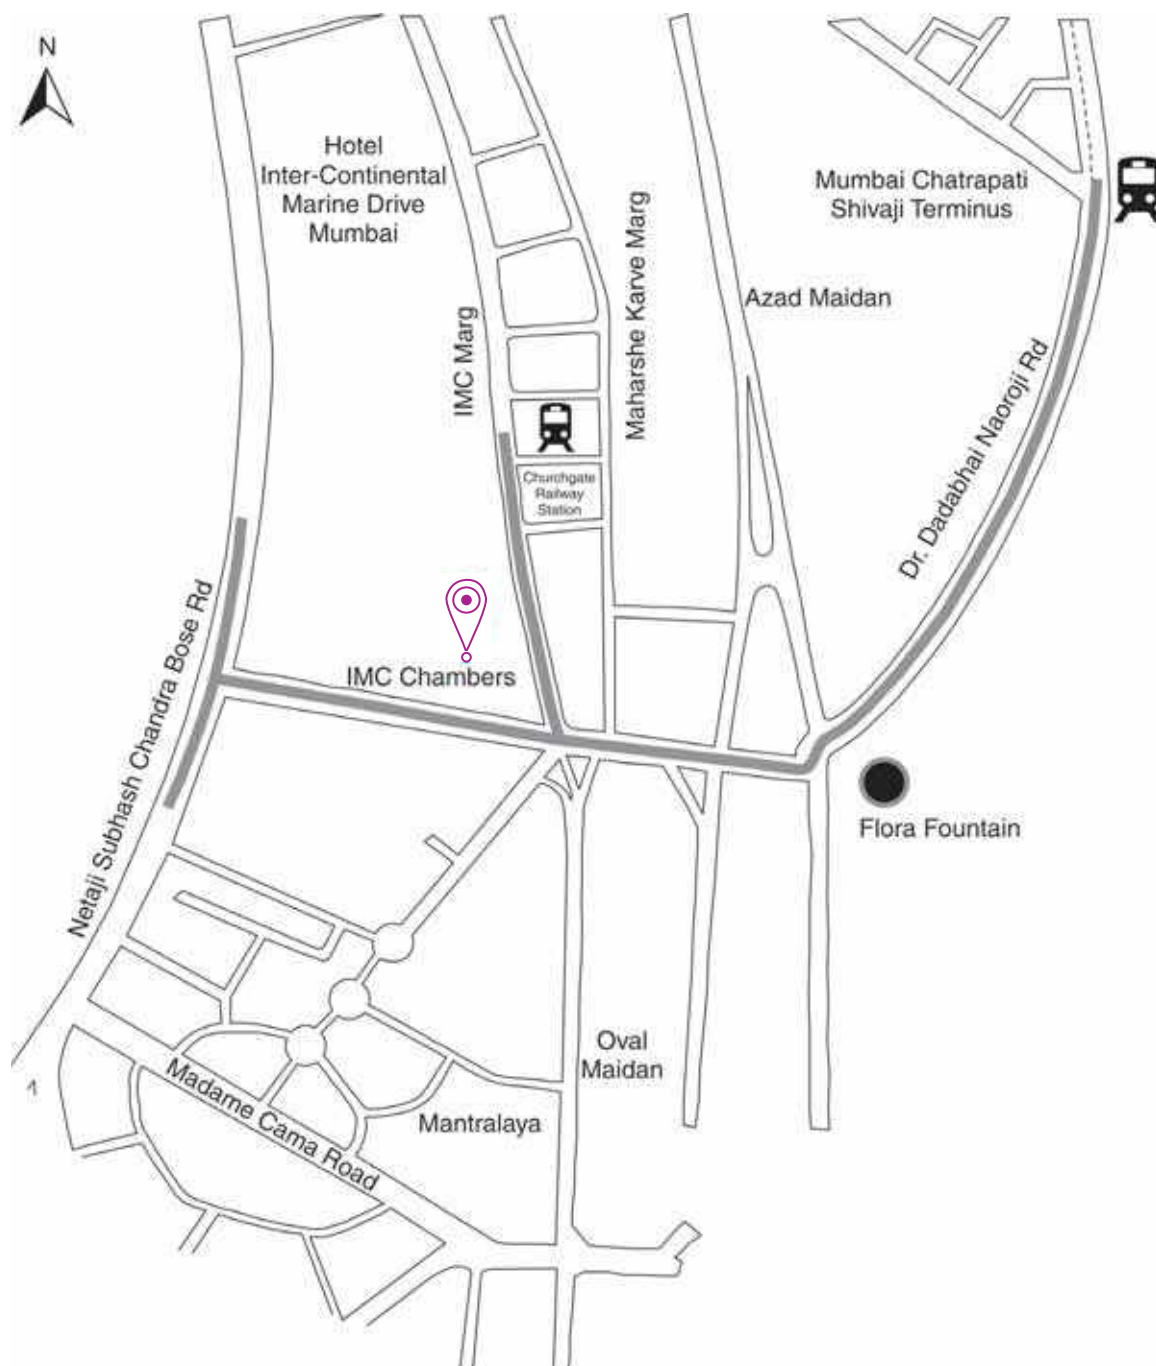 N
Hotel
Inter-Continental
Marine Drive
Mumbai
Mumbai Chatrapati
Shivaji Terminus
Azad Maidan
IMC Marg
Maharshe Karve Marg
Dr. Dadabhai Naoroji Rd
Churchgate
Railway
Station
Netaji Subhash Chandra Bose Rd
IMC Chambers
Flora Fountain
Oval
Maidan
Madame Cama Road
Mantralaya